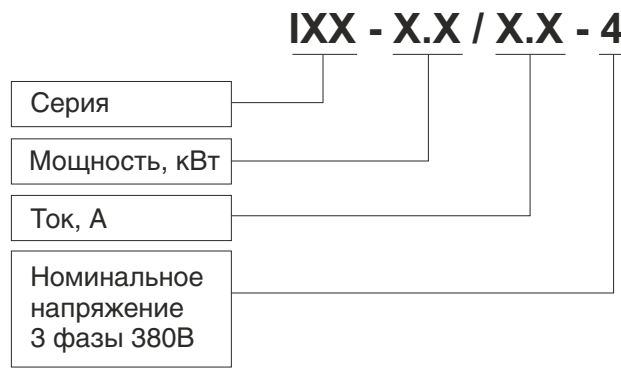 IXX - X.X / X.X - 4
Серия
Мощность, кВт
Ток, А
Номинальное
напряжение
3 фазы 380В